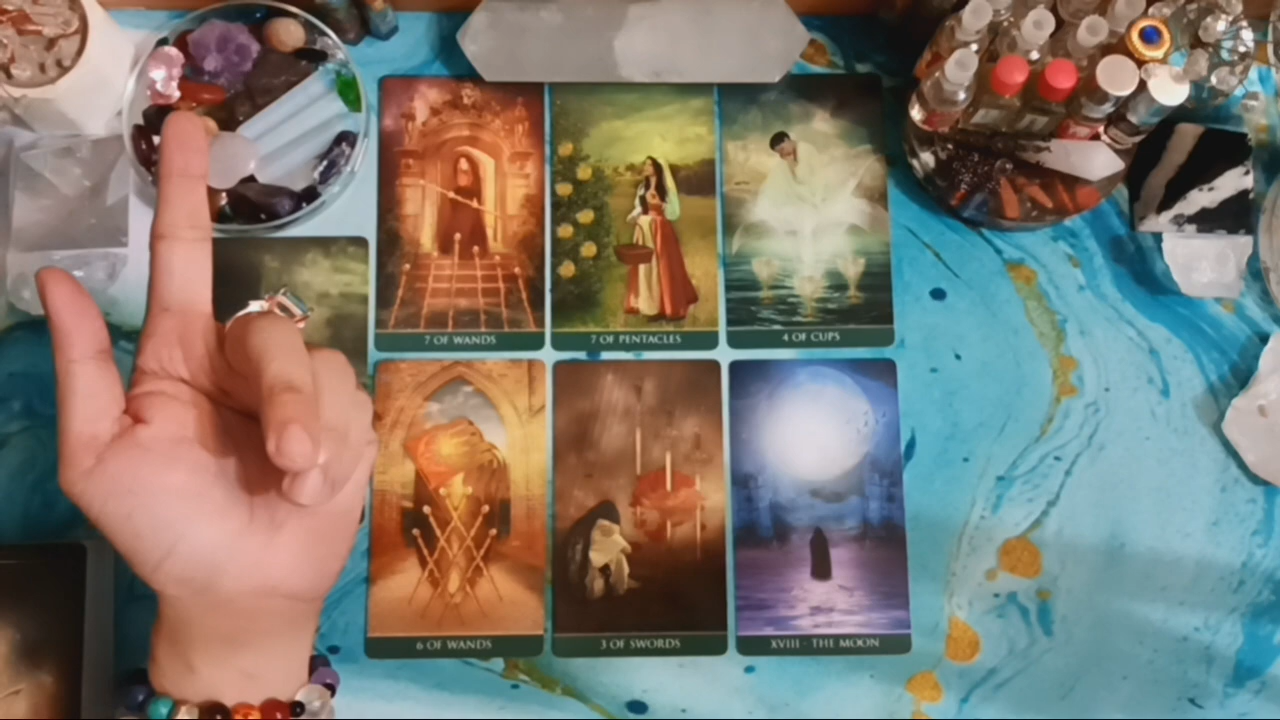 7 OF WANDS
7 OF PENTACLES
4 OF CUPS
6 OF WANDS
3 OF SWORDS
XVIII · THE MOON